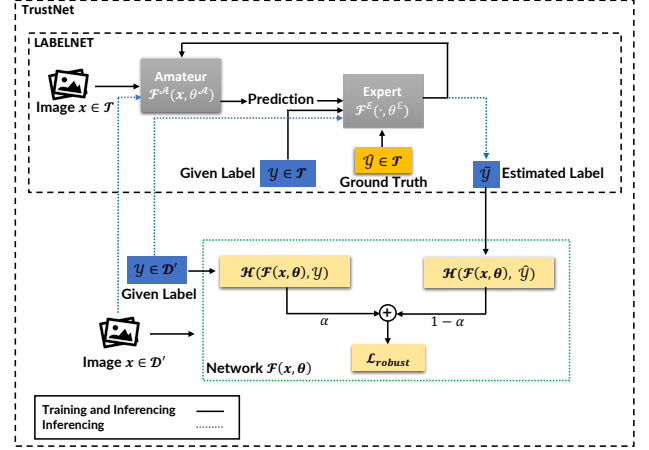 TrustNet
LABELNET
Amateur
𝓕^𝓐(𝒙, θ^𝓐)
Image 𝒙 ∈ 𝓣
Prediction
Expert
𝓕^𝓔(·, θ^𝓔)
Given Label
𝒴 ∈ 𝓣
ŷ ∈ 𝓣
Ground Truth
ȳ
Estimated Label
𝒴 ∈ 𝓓′
Given Label
𝓗(𝓕(𝒙, 𝜽), 𝒴)
𝓗(𝓕(𝒙, 𝜽), ŷ)
α
+
1 − α
Image 𝒙 ∈ 𝓓′
𝓛_robust
Network 𝓕(𝒙, 𝜽)
Training and Inferencing
Inferencing